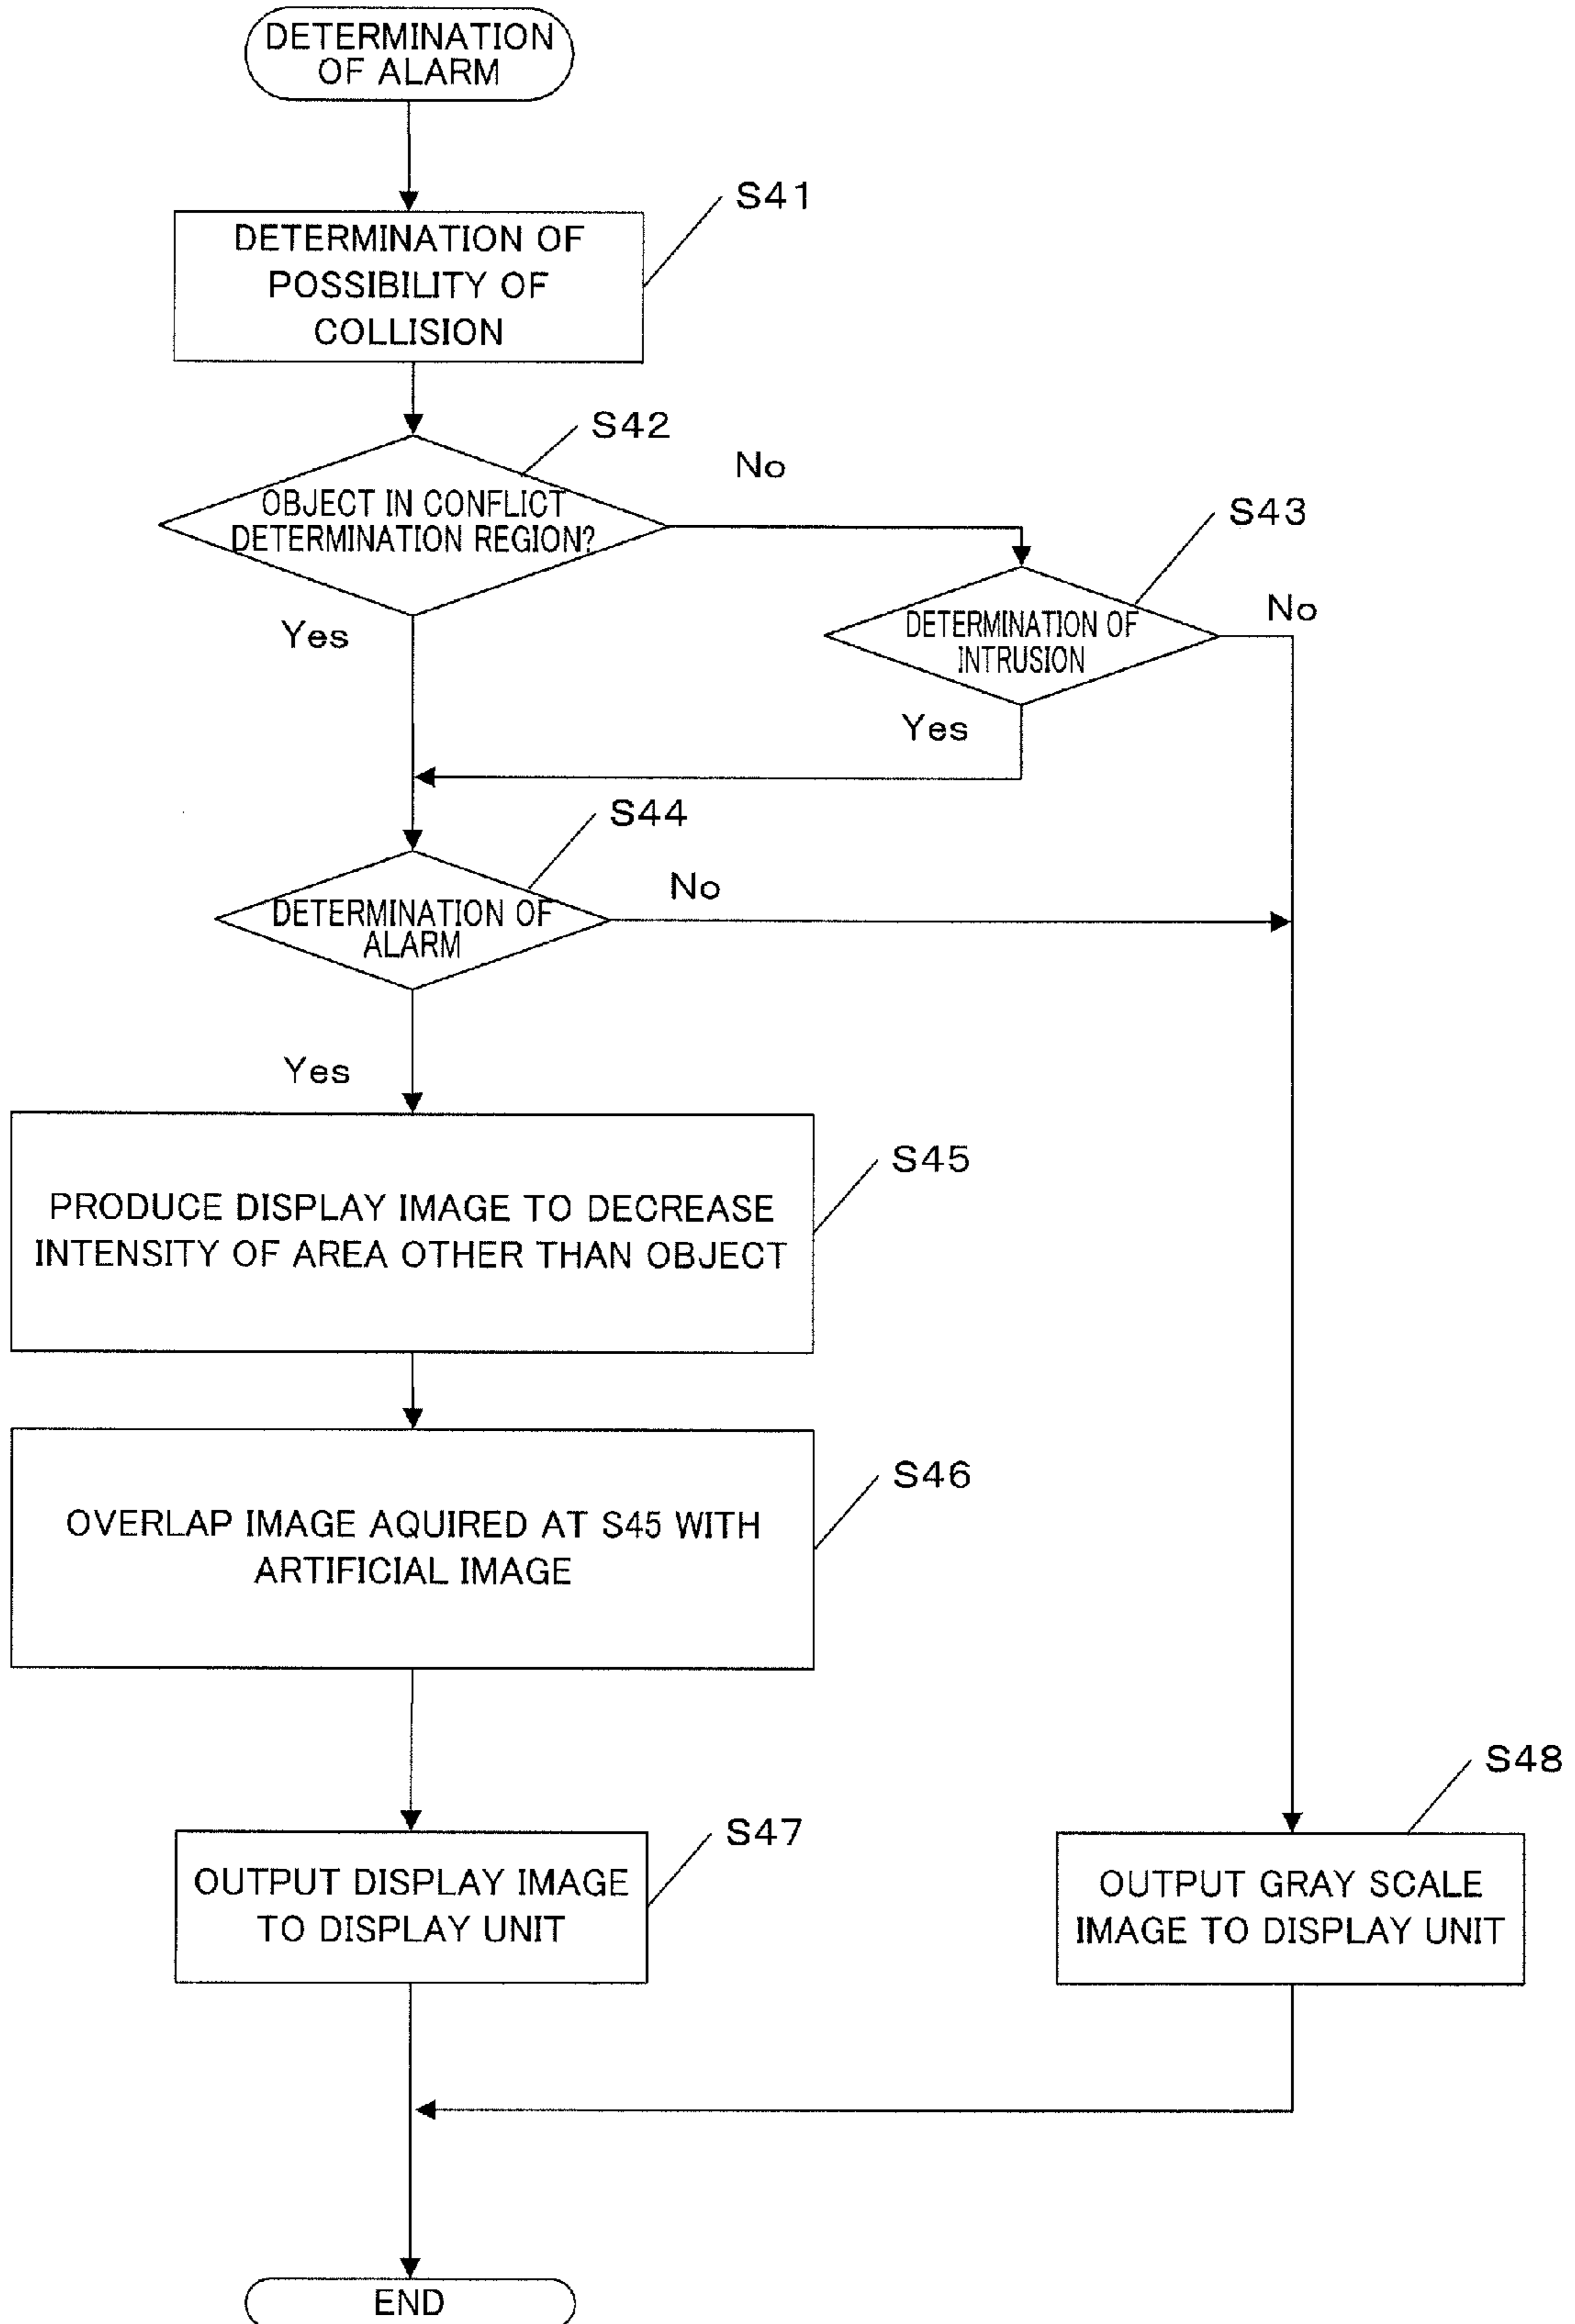 DETERMINATION
OF ALARM
S41
DETERMINATION OF
POSSIBILITY OF
COLLISION
S42
No
OBJECT IN CONFLICT
DETERMINATION REGION?
S43
No
DETERMINATION OF
INTRUSION
Yes
Yes
S44
No
DETERMINATION OF
ALARM
Yes
S45
PRODUCE DISPLAY IMAGE TO DECREASE
INTENSITY OF AREA OTHER THAN OBJECT
S46
OVERLAP IMAGE AQUIRED AT S45 WITH
ARTIFICIAL IMAGE
S47
OUTPUT DISPLAY IMAGE
TO DISPLAY UNIT
S48
OUTPUT GRAY SCALE
IMAGE TO DISPLAY UNIT
END